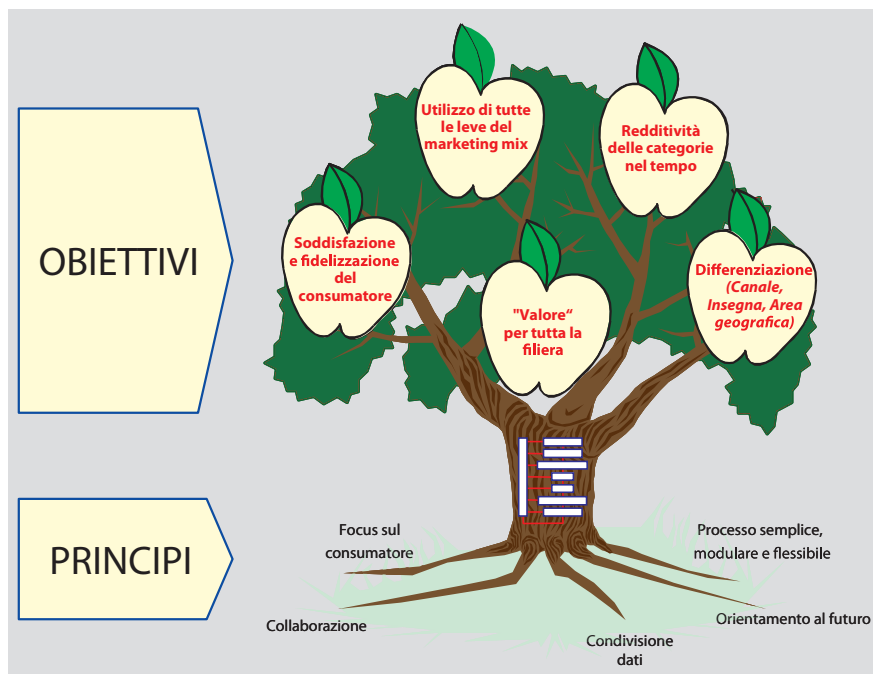 OBIETTIVI
Utilizzo di tutte
le leve del
marketing mix
Redditività
delle categorie
nel tempo
Soddisfazione
e fidelizzazione
del
consumatore
"Valore“
per tutta la
filiera
Differenziazione
(Canale,
Insegna, Area
geografica)
PRINCIPI
Focus sul
consumatore
Processo semplice,
modulare e flessibile
Collaborazione
Condivisione
dati
Orientamento al futuro